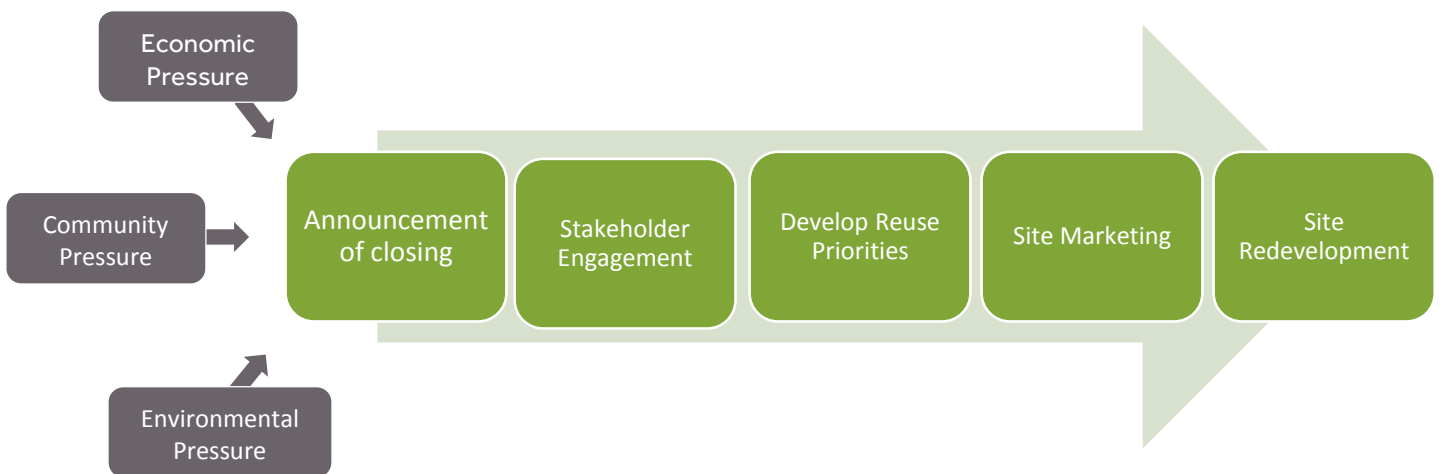 Economic
Pressure
Community
Pressure
Environmental
Pressure
Announcement
of closing
Stakeholder
Engagement
Develop Reuse
Priorities
Site Marketing
Site
Redevelopment